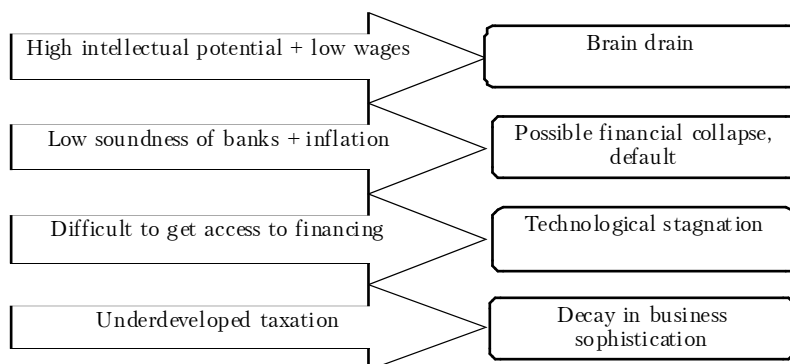 High intellectual potential + low wages
Brain drain
Low soundness of banks + inflation
Possible financial collapse,
default
Difficult to get access to financing
Technological stagnation
Underdeveloped taxation
Decay in business
sophistication